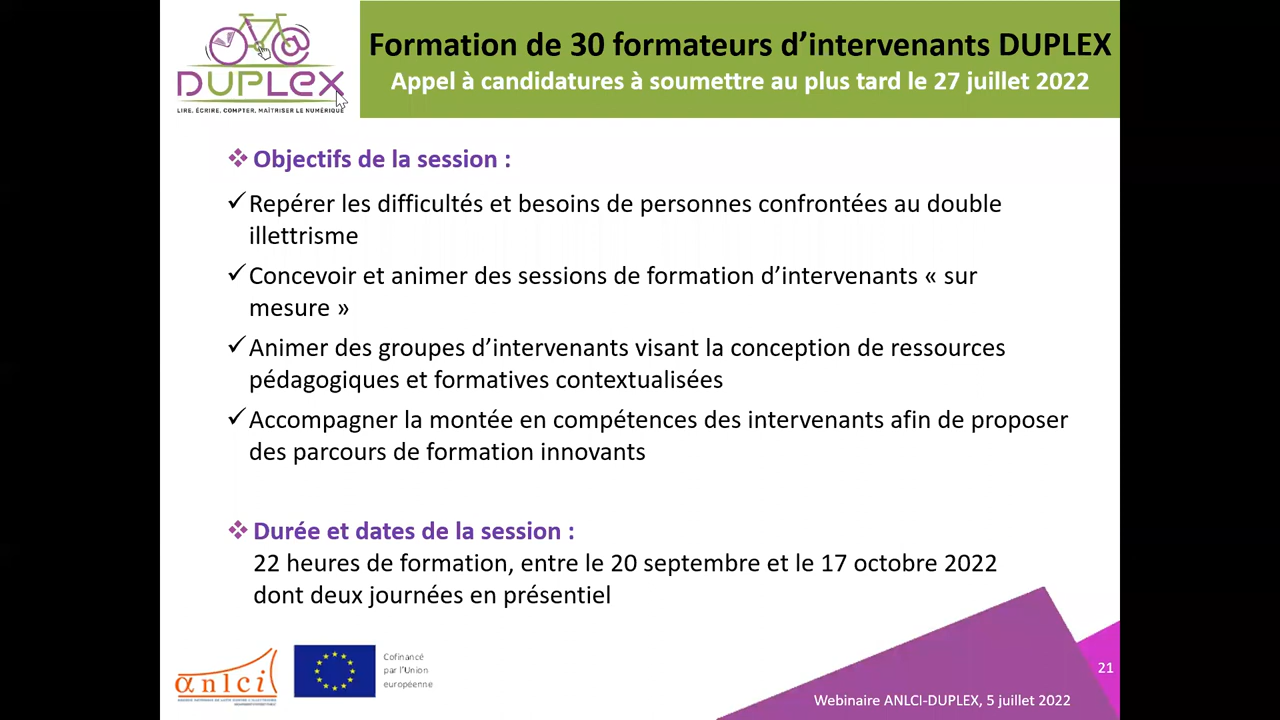 Formation de 30 formateurs d’intervenants DUPLEX
Appel à candidatures à soumettre au plus tard le 27 juillet 2022
DUPLEX
LIRE, ÉCRIRE, COMPTER, MAÎTRISER LE NUMÉRIQUE
❖ Objectifs de la session :
✓ Repérer les difficultés et besoins de personnes confrontées au double
illettrisme
✓ Concevoir et animer des sessions de formation d’intervenants « sur
mesure »
✓ Animer des groupes d’intervenants visant la conception de ressources
pédagogiques et formatives contextualisées
✓ Accompagner la montée en compétences des intervenants afin de proposer
des parcours de formation innovants
❖ Durée et dates de la session :
22 heures de formation, entre le 20 septembre et le 17 octobre 2022
dont deux journées en présentiel
anlci
Cofinancé
par l’Union
européenne
21
Webinaire ANLCI-DUPLEX, 5 juillet 2022